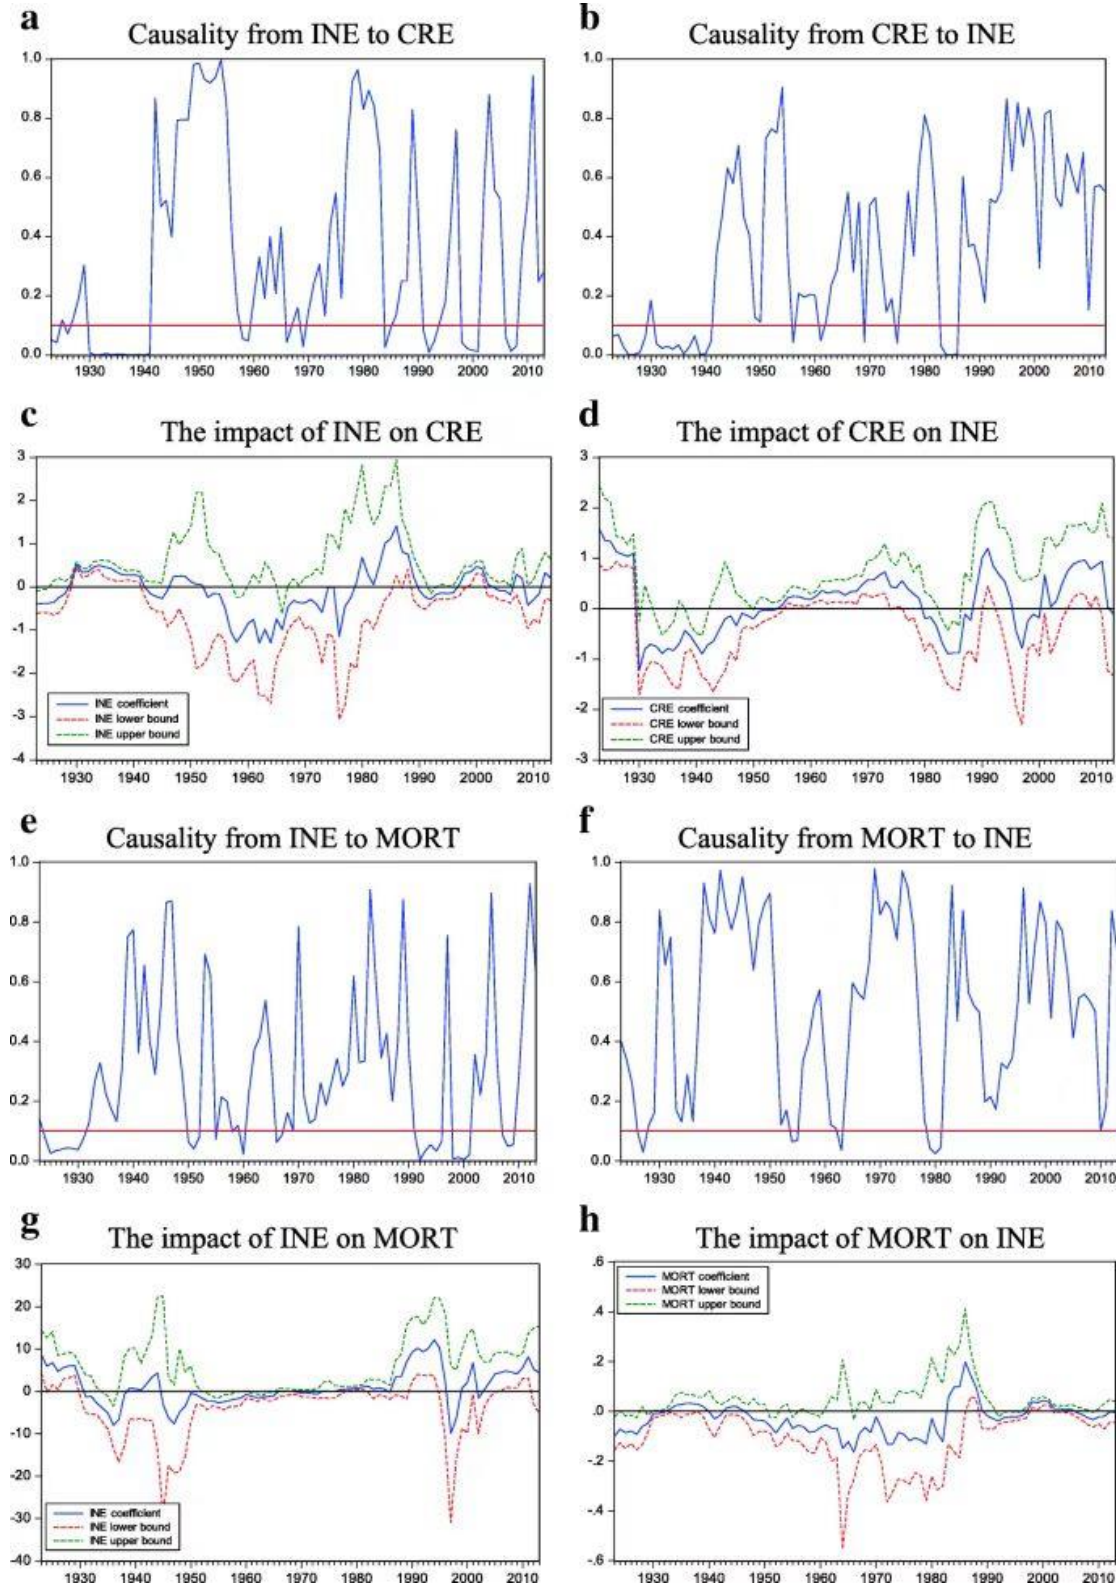 a
Causality from INE to CRE
1.0
0.8
0.6
0.4
0.2
0.0
1930 1940 1950 1960 1970 1980 1990 2000 2010
b
Causality from CRE to INE
1.0
0.8
0.6
0.4
0.2
0.0
1930 1940 1950 1960 1970 1980 1990 2000 2010
c
The impact of INE on CRE
3
2
1
0
-1
-2
-3
-4
INE coefficient
INE lower bound
INE upper bound
1930 1940 1950 1960 1970 1980 1990 2000 2010
d
The impact of CRE on INE
3
2
1
0
-1
-2
-3
CRE coefficient
CRE lower bound
CRE upper bound
1930 1940 1950 1960 1970 1980 1990 2000 2010
e
Causality from INE to MORT
1.0
0.8
0.6
0.4
0.2
0.0
1930 1940 1950 1960 1970 1980 1990 2000 2010
f
Causality from MORT to INE
1.0
0.8
0.6
0.4
0.2
0.0
1930 1940 1950 1960 1970 1980 1990 2000 2010
g
The impact of INE on MORT
30
20
10
0
-10
-20
-30
-40
INE coefficient
INE lower bound
INE upper bound
1930 1940 1950 1960 1970 1980 1990 2000 2010
h
The impact of MORT on INE
.6
.4
.2
.0
-.2
-.4
-.6
MORT coefficient
MORT lower bound
MORT upper bound
1930 1940 1950 1960 1970 1980 1990 2000 2010